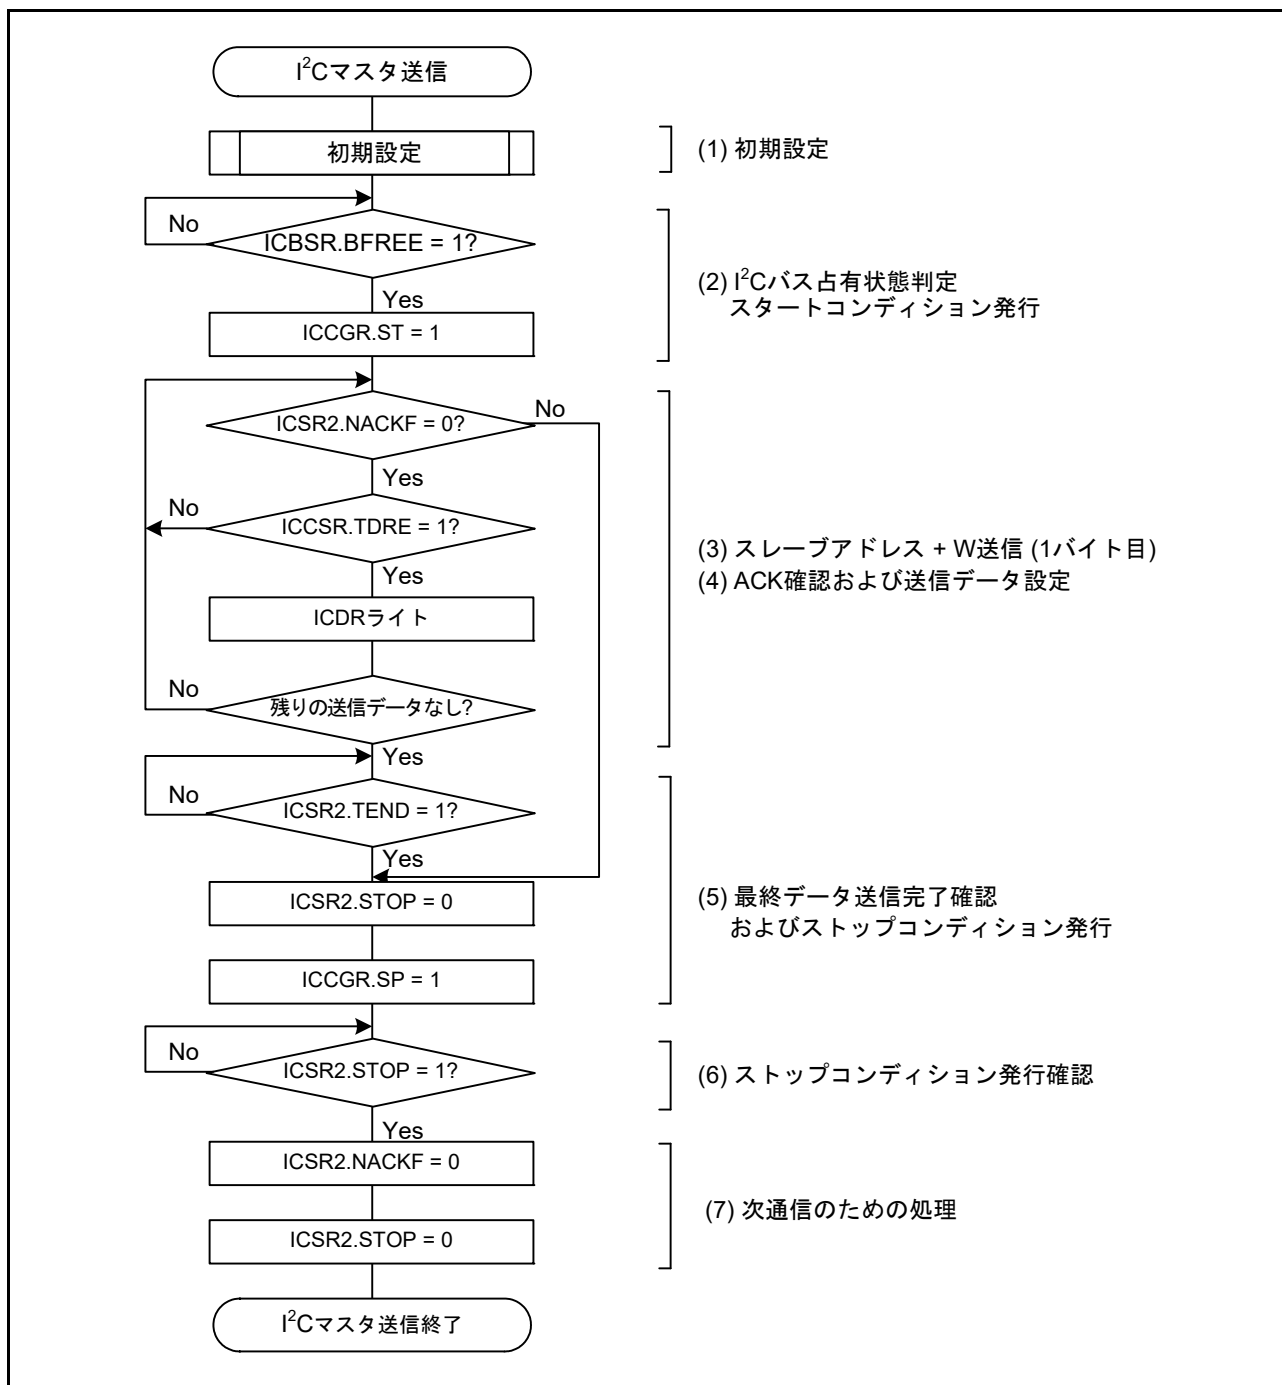 I²Cマスタ送信
初期設定
(1) 初期設定
No
ICBSR.BFREE = 1?
Yes
(2) I²Cバス占有状態判定
スタートコンディション発行
ICCGR.ST = 1
ICSR2.NACKF = 0?
No
Yes
No
ICCSR.TDRE = 1?
Yes
(3) スレーブアドレス + W送信 (1バイト目)
(4) ACK確認および送信データ設定
ICDRライト
No
残りの送信データなし?
Yes
No
ICSR2.TEND = 1?
Yes
ICSR2.STOP = 0
(5) 最終データ送信完了確認
およびストップコンディション発行
ICCGR.SP = 1
No
ICSR2.STOP = 1?
(6) ストップコンディション発行確認
Yes
ICSR2.NACKF = 0
(7) 次通信のための処理
ICSR2.STOP = 0
I²Cマスタ送信終了